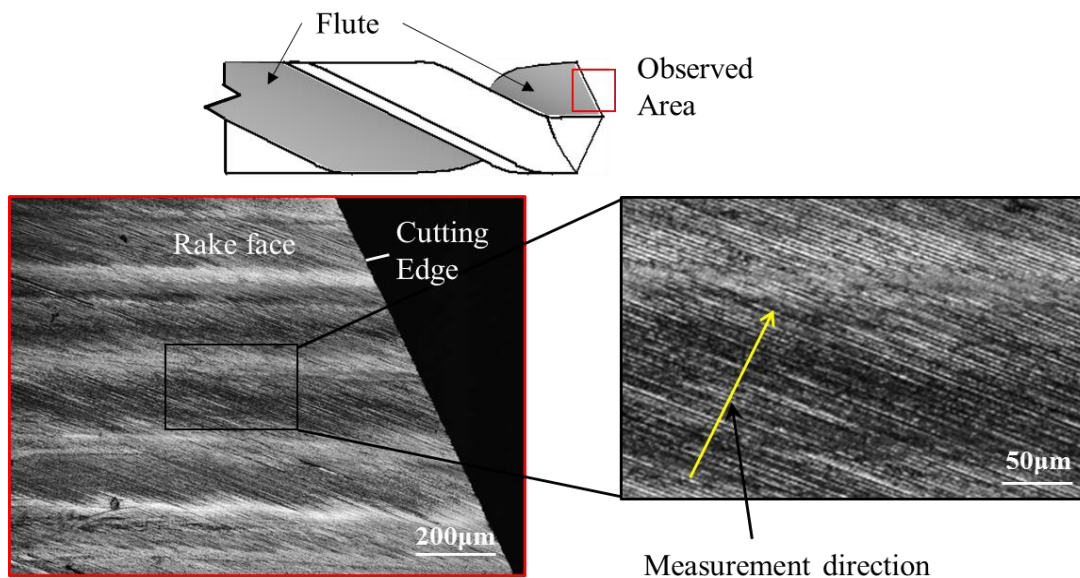 Flute
Observed
Area
Rake face
Cutting
Edge
200μm
50μm
Measurement direction